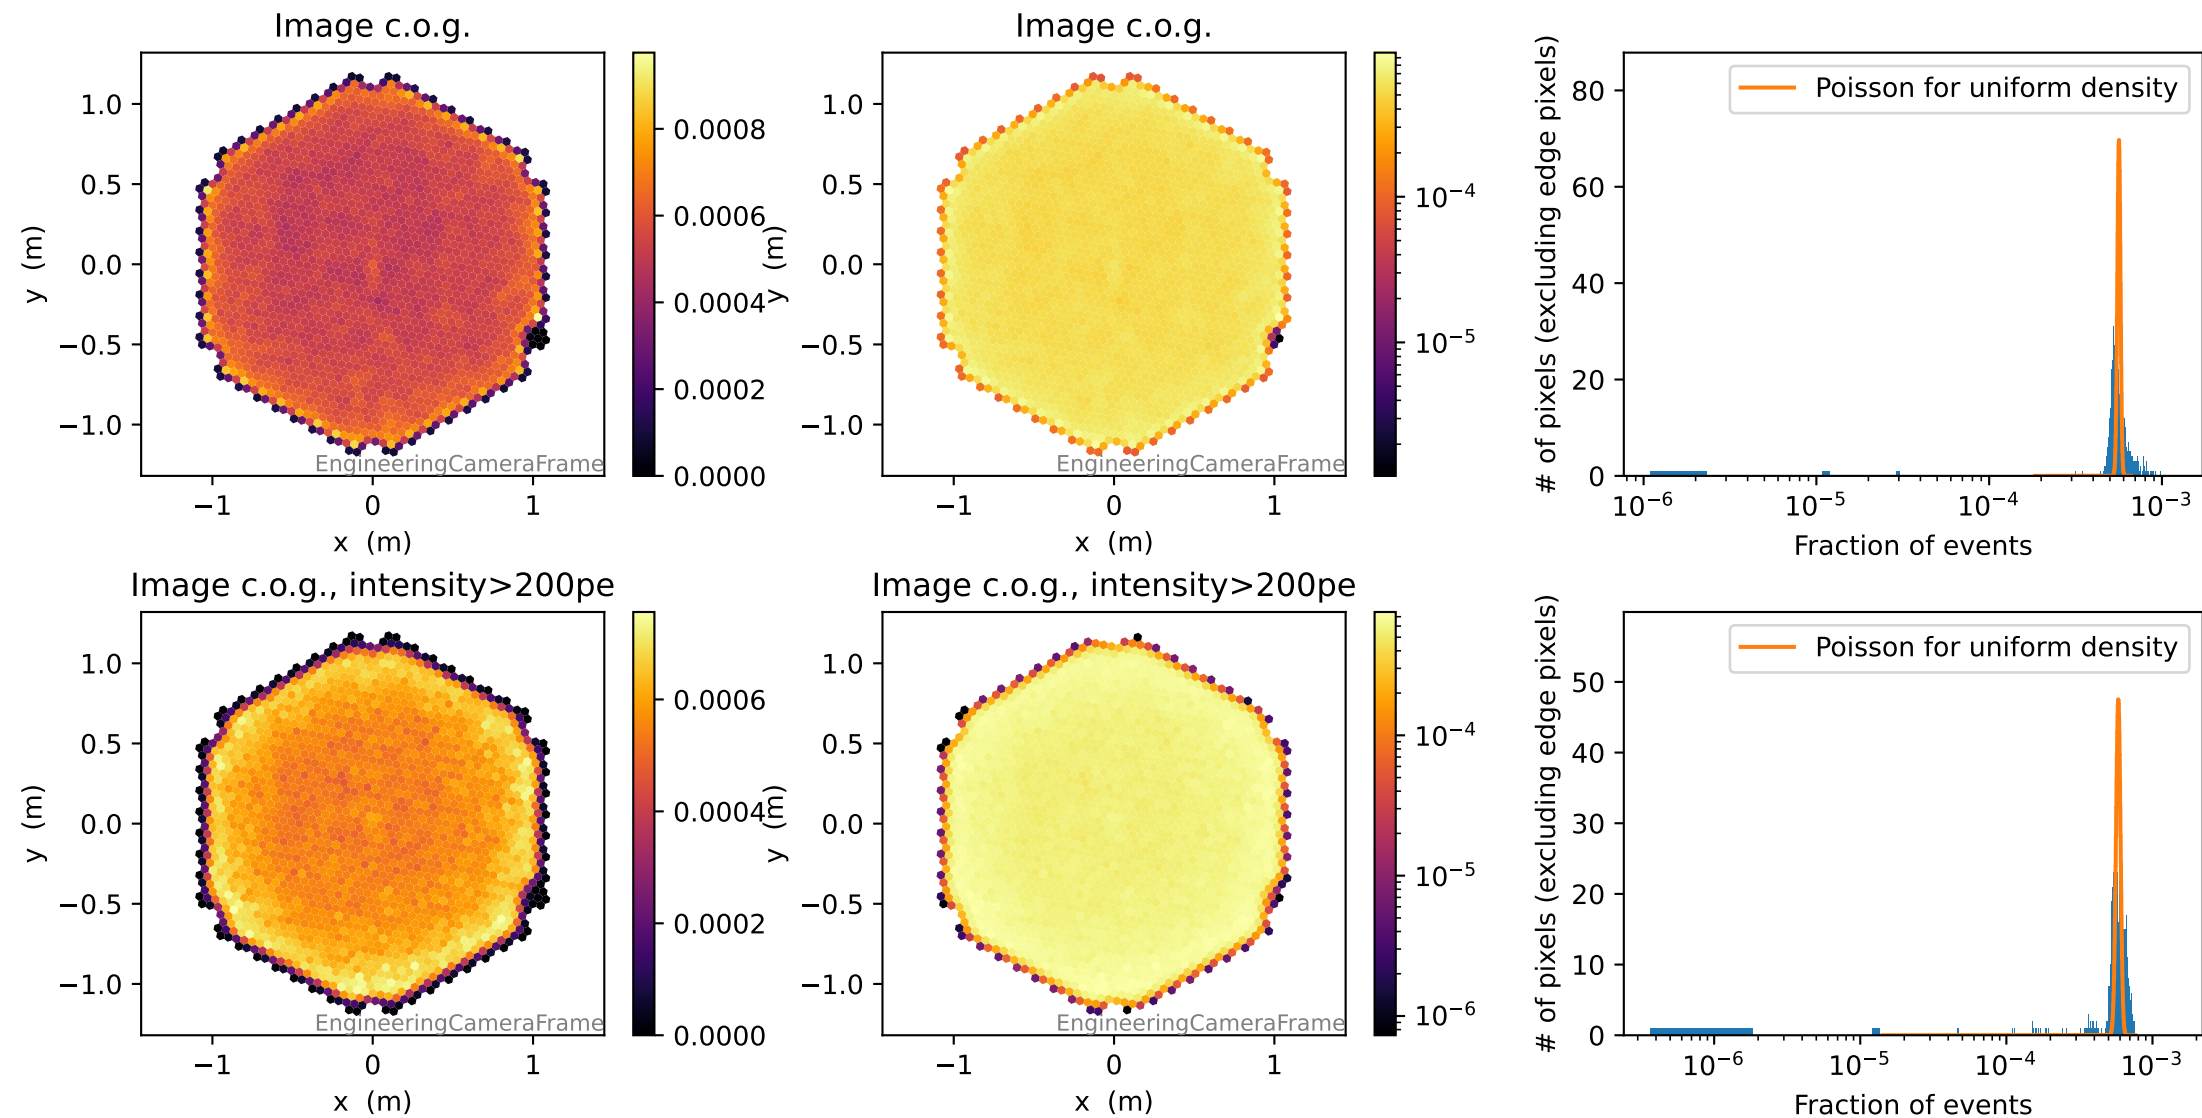 Image c.o.g.
1.0
0.5
0.0
−0.5
−1.0
y (m)
−1
0
1
x (m)
EngineeringCameraFrame
0.0008
0.0006
0.0004
0.0002
0.0000
Image c.o.g.
1.0
0.5
0.0
−0.5
−1.0
y (m)
−1
0
1
x (m)
EngineeringCameraFrame
10⁻⁴
10⁻⁵
# of pixels (excluding edge pixels)
80
60
40
20
0
Poisson for uniform density
10⁻⁶
10⁻⁵
10⁻⁴
10⁻³
Fraction of events
Image c.o.g., intensity>200pe
1.0
0.5
0.0
−0.5
−1.0
y (m)
−1
0
1
x (m)
EngineeringCameraFrame
0.0006
0.0004
0.0002
0.0000
Image c.o.g., intensity>200pe
1.0
0.5
0.0
−0.5
−1.0
y (m)
−1
0
1
x (m)
EngineeringCameraFrame
10⁻⁴
10⁻⁵
10⁻⁶
# of pixels (excluding edge pixels)
50
40
30
20
10
0
Poisson for uniform density
10⁻⁶
10⁻⁵
10⁻⁴
10⁻³
Fraction of events